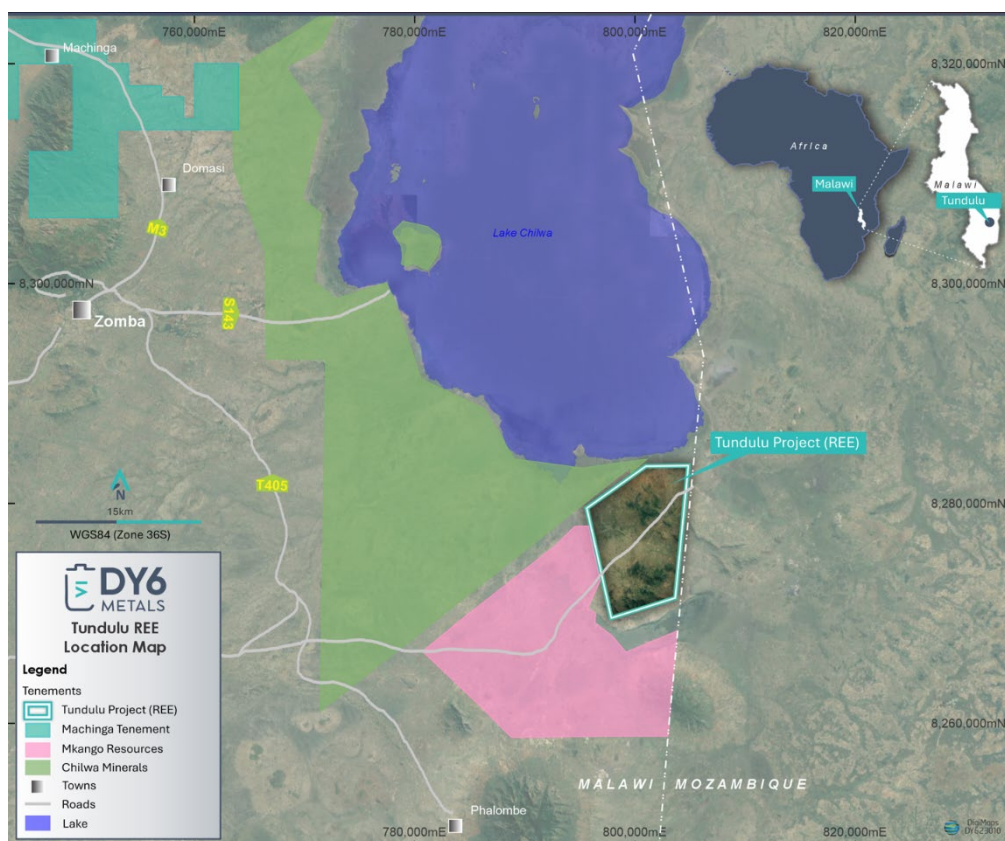 760,000mE
780,000mE
800,000mE
820,000mE
Machinga
8,320,000mN
Africa
Malawi
Malawi
Tundulu
Domasi
M3
Lake Chilwa
8,300,000mN
8,300,000mN
Zomba
S143
Tundulu Project (REE)
T405
8,280,000mN
N
15km
WGS84 (Zone 36S)
DY6
METALS
Tundulu REE
Location Map
Legend
Tenements
Tundulu Project (REE)
Machinga Tenement
Mkango Resources
Chilwa Minerals
Towns
Roads
Lake
8,260,000mN
MALAWI
MOZAMBIQUE
Phalombe
780,000mE
800,000mE
820,000mE
DigiMaps
DY623010